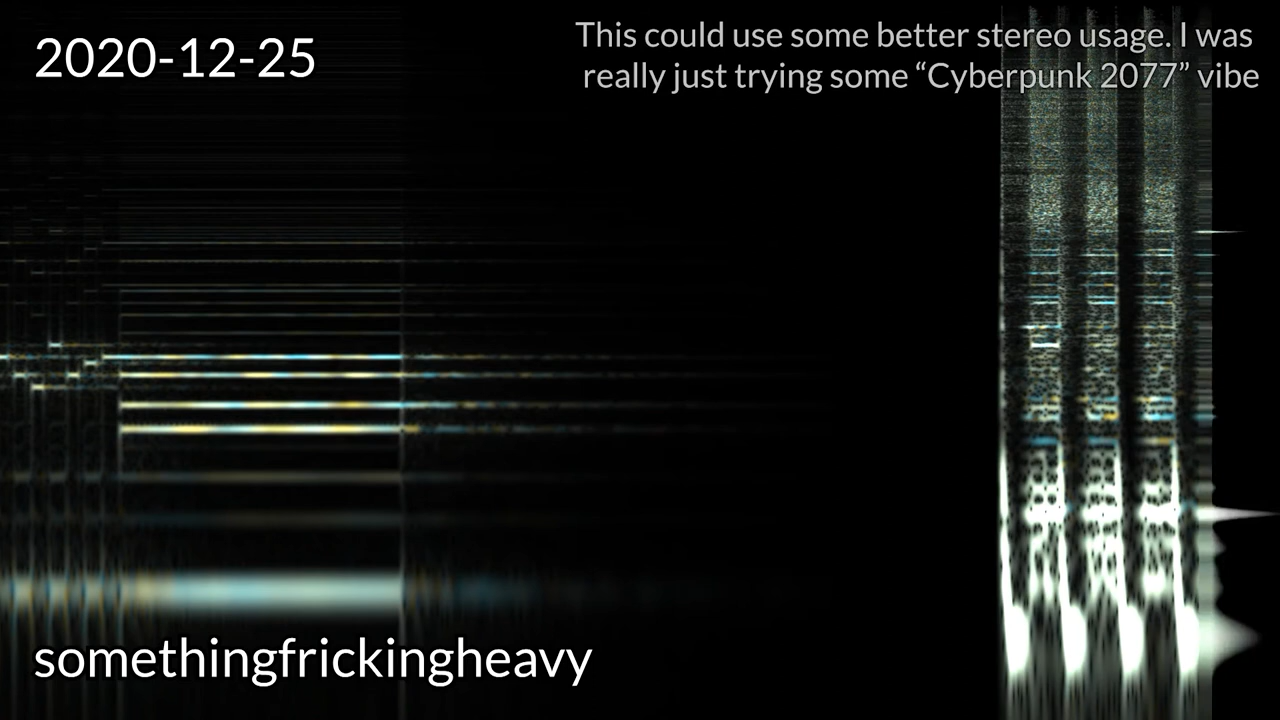 2020-12-25
This could use some better stereo usage. I was
really just trying some “Cyberpunk 2077” vibe
somethingfrickingheavy